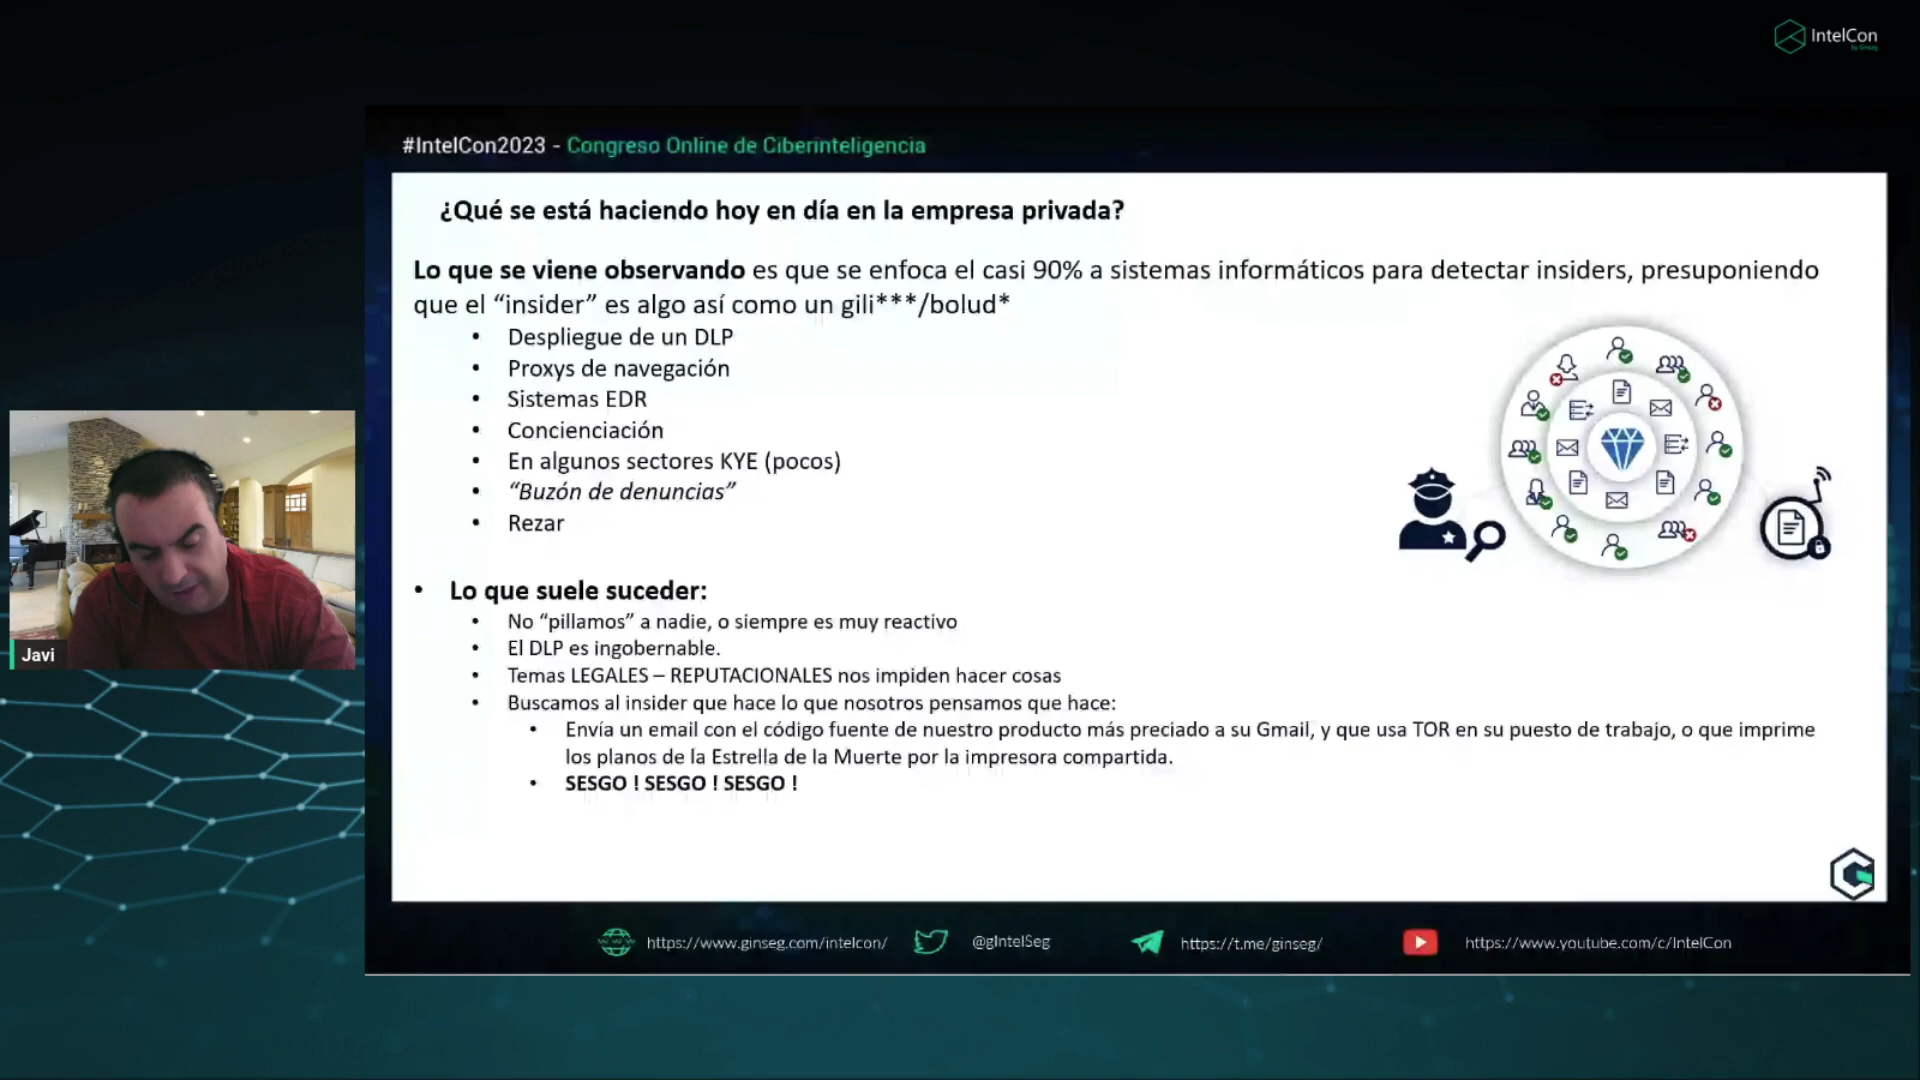 IntelCon
by Ginseg
#IntelCon2023 - Congreso Online de Ciberinteligencia
¿Qué se está haciendo hoy en día en la empresa privada?
Lo que se viene observando es que se enfoca el casi 90% a sistemas informáticos para detectar insiders, presuponiendo
que el “insider” es algo así como un gili***/bolud*
• Despliegue de un DLP
• Proxys de navegación
• Sistemas EDR
• Concienciación
• En algunos sectores KYE (pocos)
• “Buzón de denuncias”
• Rezar
• Lo que suele suceder:
• No “pillamos” a nadie, o siempre es muy reactivo
• El DLP es ingobernable.
• Temas LEGALES – REPUTACIONALES nos impiden hacer cosas
• Buscamos al insider que hace lo que nosotros pensamos que hace:
• Envía un email con el código fuente de nuestro producto más preciado a su Gmail, y que usa TOR en su puesto de trabajo, o que imprime
los planos de la Estrella de la Muerte por la impresora compartida.
• SESGO ! SESGO ! SESGO !
Javi
https://www.ginseg.com/intelcon/
@gIntelSeg
https://t.me/ginseg/
https://www.youtube.com/c/IntelCon